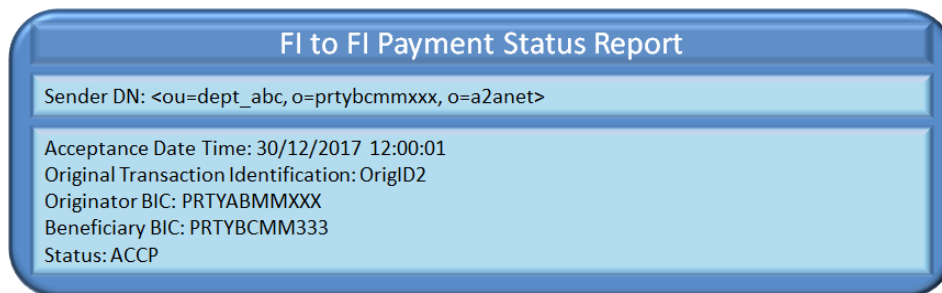 FI to FI Payment Status Report
Sender DN: <ou=dept_abc, o=prtybcmmxxx, o=a2anet>
Acceptance Date Time: 30/12/2017 12:00:01
Original Transaction Identification: OrigID2
Originator BIC: PRTYABMMXXX
Beneficiary BIC: PRTYBCMM333
Status: ACCP